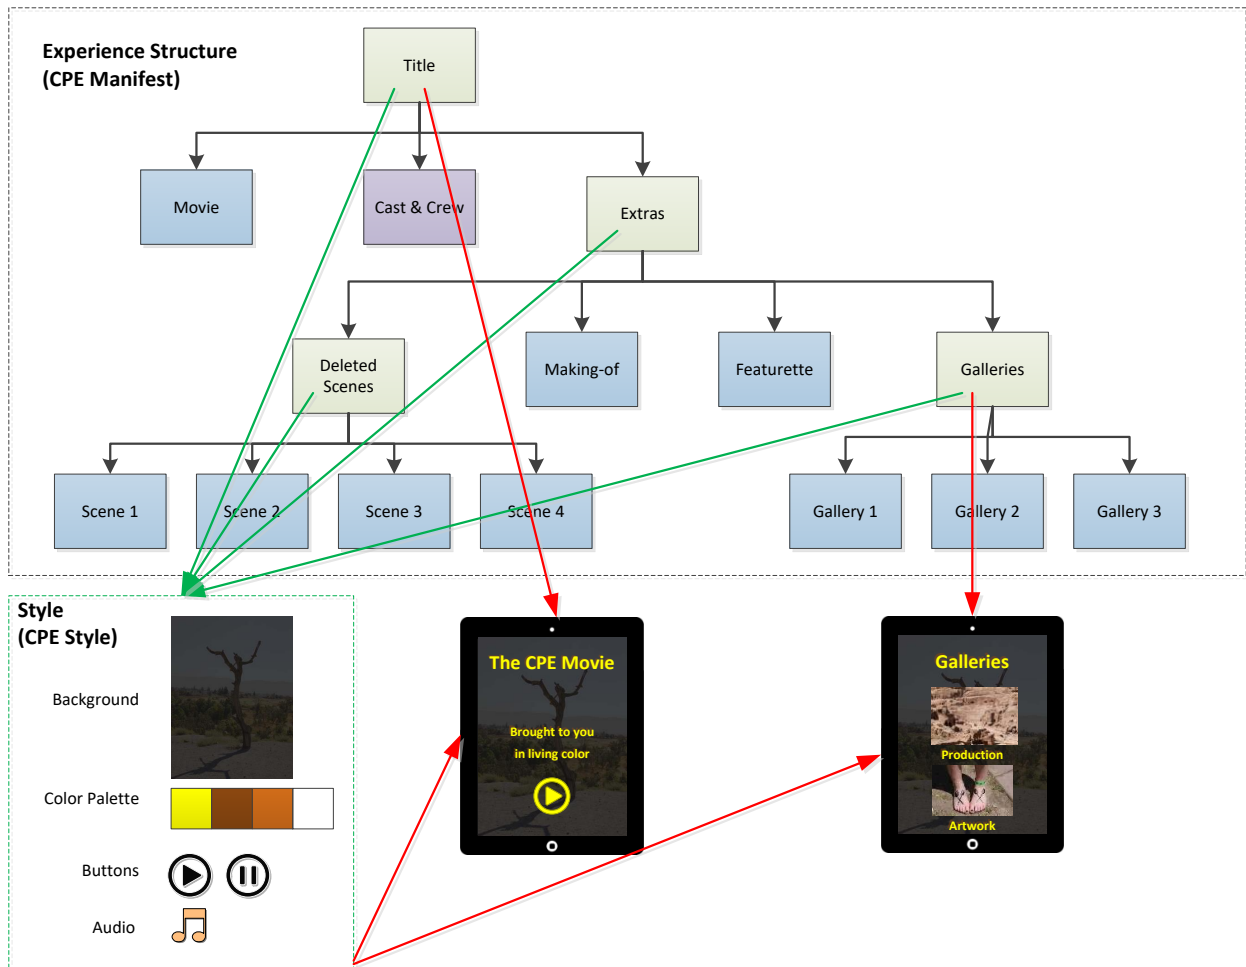 Experience Structure
(CPE Manifest)
Title
Movie
Cast & Crew
Extras
Deleted
Scenes
Making-of
Featurette
Galleries
Scene 1
Scene 2
Scene 3
Scene 4
Gallery 1
Gallery 2
Gallery 3
Style
(CPE Style)
Background
Color Palette
Buttons
Audio
The CPE Movie
Brought to you
in living color
Galleries
Production
Artwork